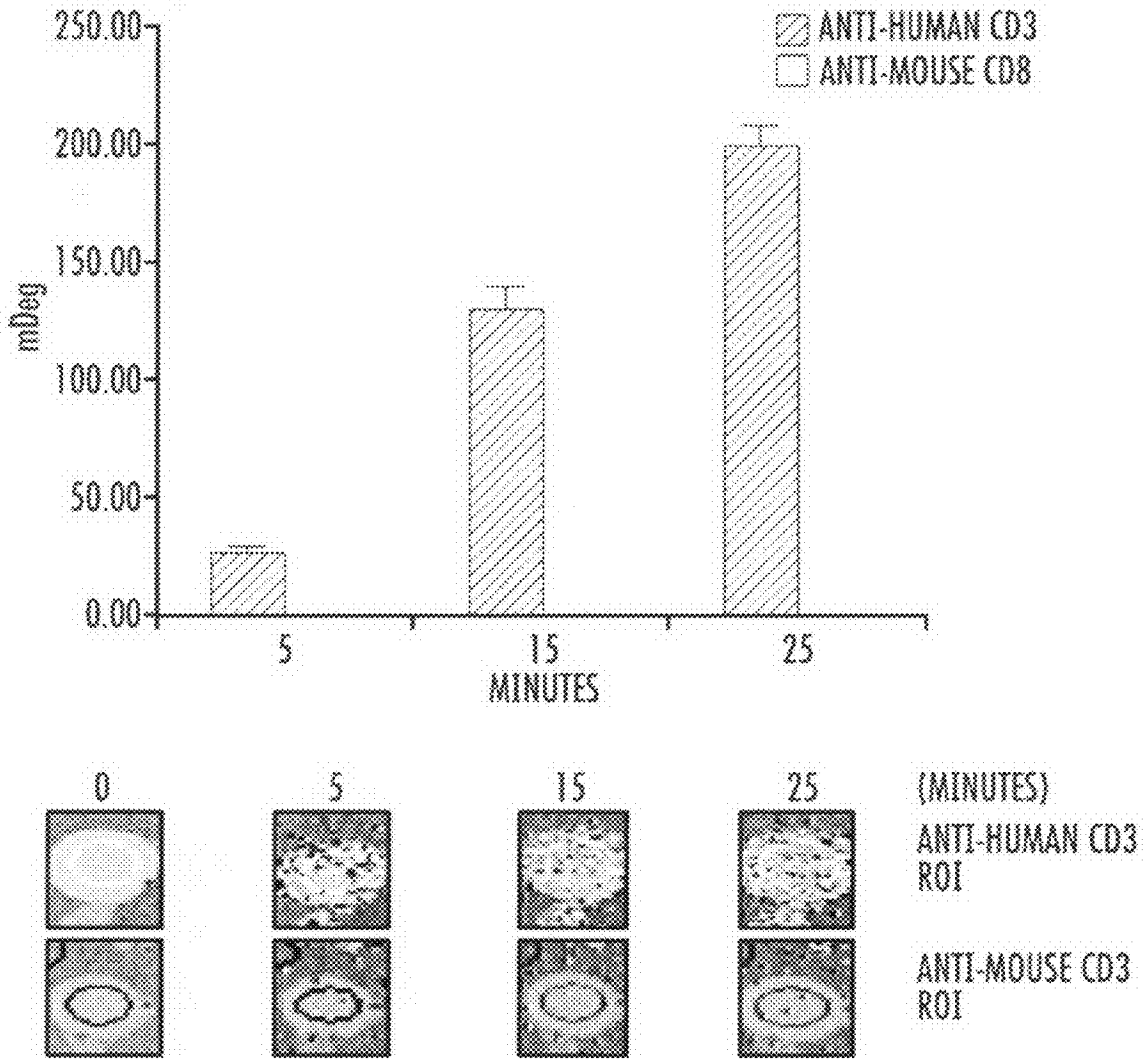 250.00
200.00
150.00
100.00
50.00
0.00
mDeg
ANTI-HUMAN CD3
ANTI-MOUSE CD8
5 15 25
MINUTES
0 5 15 25 (MINUTES)
ANTI-HUMAN CD3
ROI
ANTI-MOUSE CD3
ROI